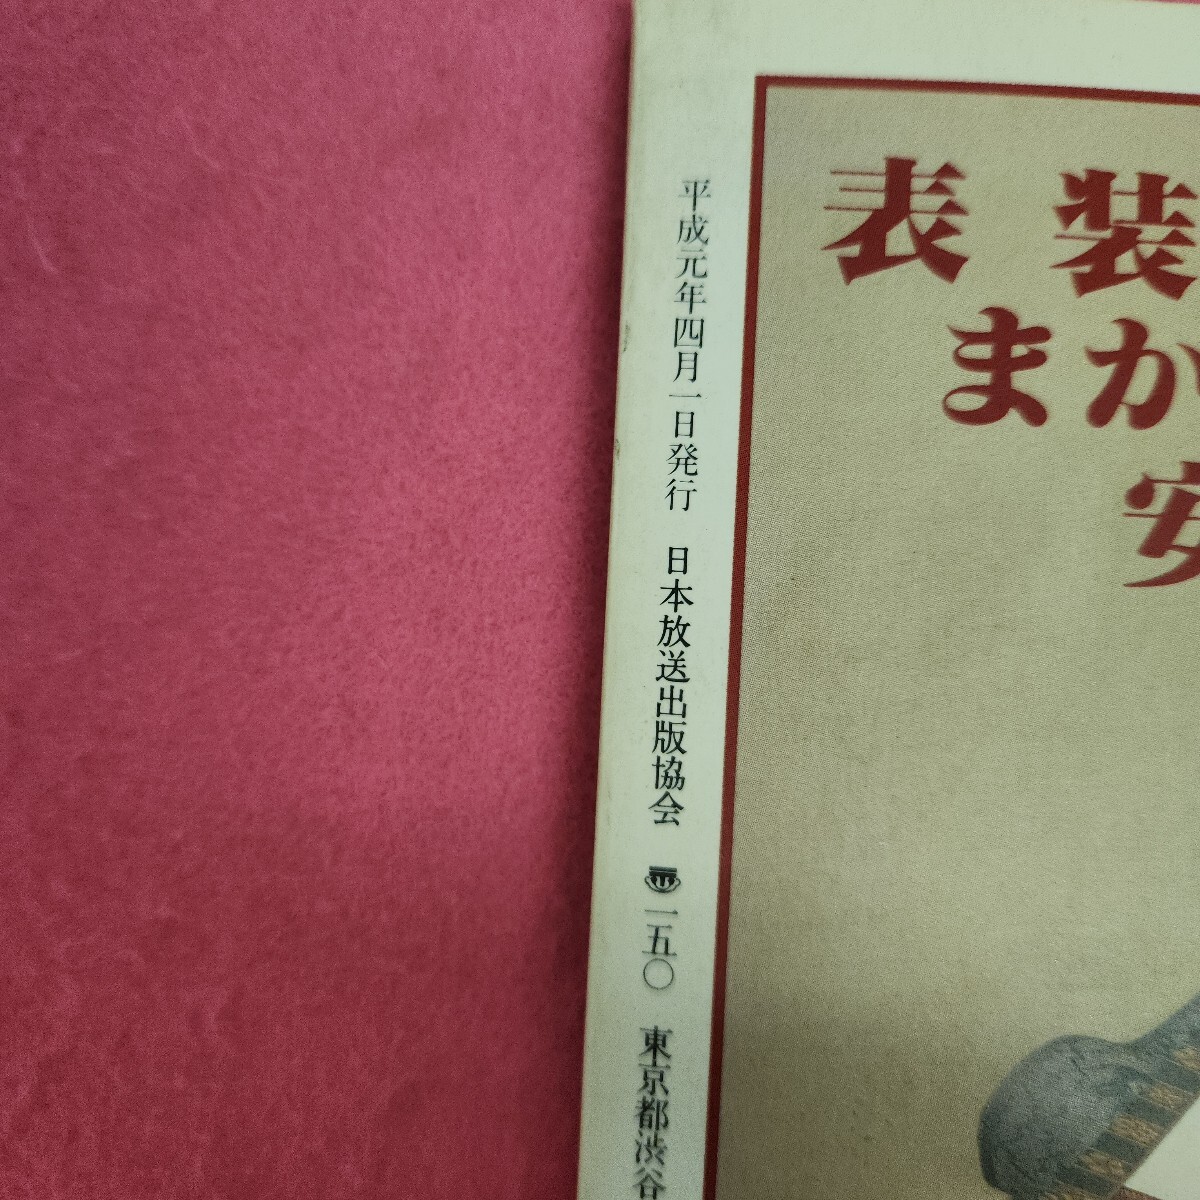 平成元年四月一日発行 日本放送出版協会 〠一五〇 東京都渋谷
表装
まか
安